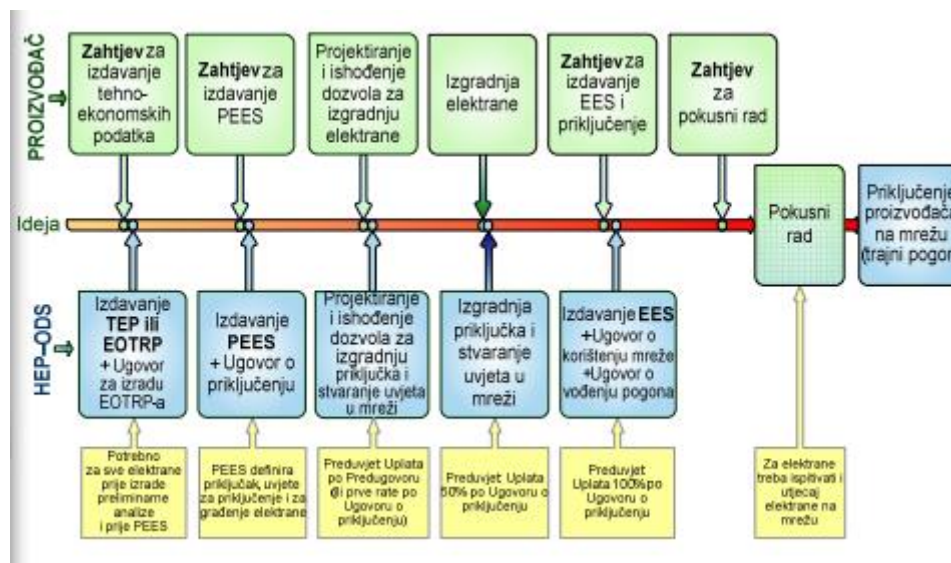 PROIZVOĐAČ
Zahtjev za
izdavanje
tehno-
ekonomskih
podatka
Zahtjev za
izdavanje
PEES
Projektiranje
i ishođenje
dozvola za
izgradnju
elektrane
Izgradnja
elektrane
Zahtjev za
izdavanje
EES i
priključenje
Zahtjev
za
pokusni rad
Ideja
Pokusni
rad
Priključenje
proizvođača
na mrežu
(trajni pogon
HEP-ODS
Izdavanje
TEP ili
EOTRP
+ Ugovor
za izradu
EOTRP-a
Izdavanje
PEES
+ Ugovor o
priključenju
Projektiranje
i ishođenje
dozvola za
izgradnju
priključka i
stvaranje uvjeta
u mreži
Izgradnja
priključka i
stvaranje
uvjeta u
mreži
Izdavanje EES
+Ugovor o
korištenju mreže
+Ugovor o
vođenju pogona
Potrebno
za sve elektrane
prije izrade
preliminarne
analize
i prije PEES
PEES definira
priključak, uvjete
za priključenje i za
građenje elektrane
Preduvjet Uplata
po Predugovoru
(ili prve rate po
Ugovoru o
priključenju)
Preduvjet Uplata
50% po Ugovoru o
priključenju
Preduvjet
Uplata 100%po
Ugovoru o
priključenju
Za elektrane
treba ispitivati i
utjecaj
elektrane na
mrežu